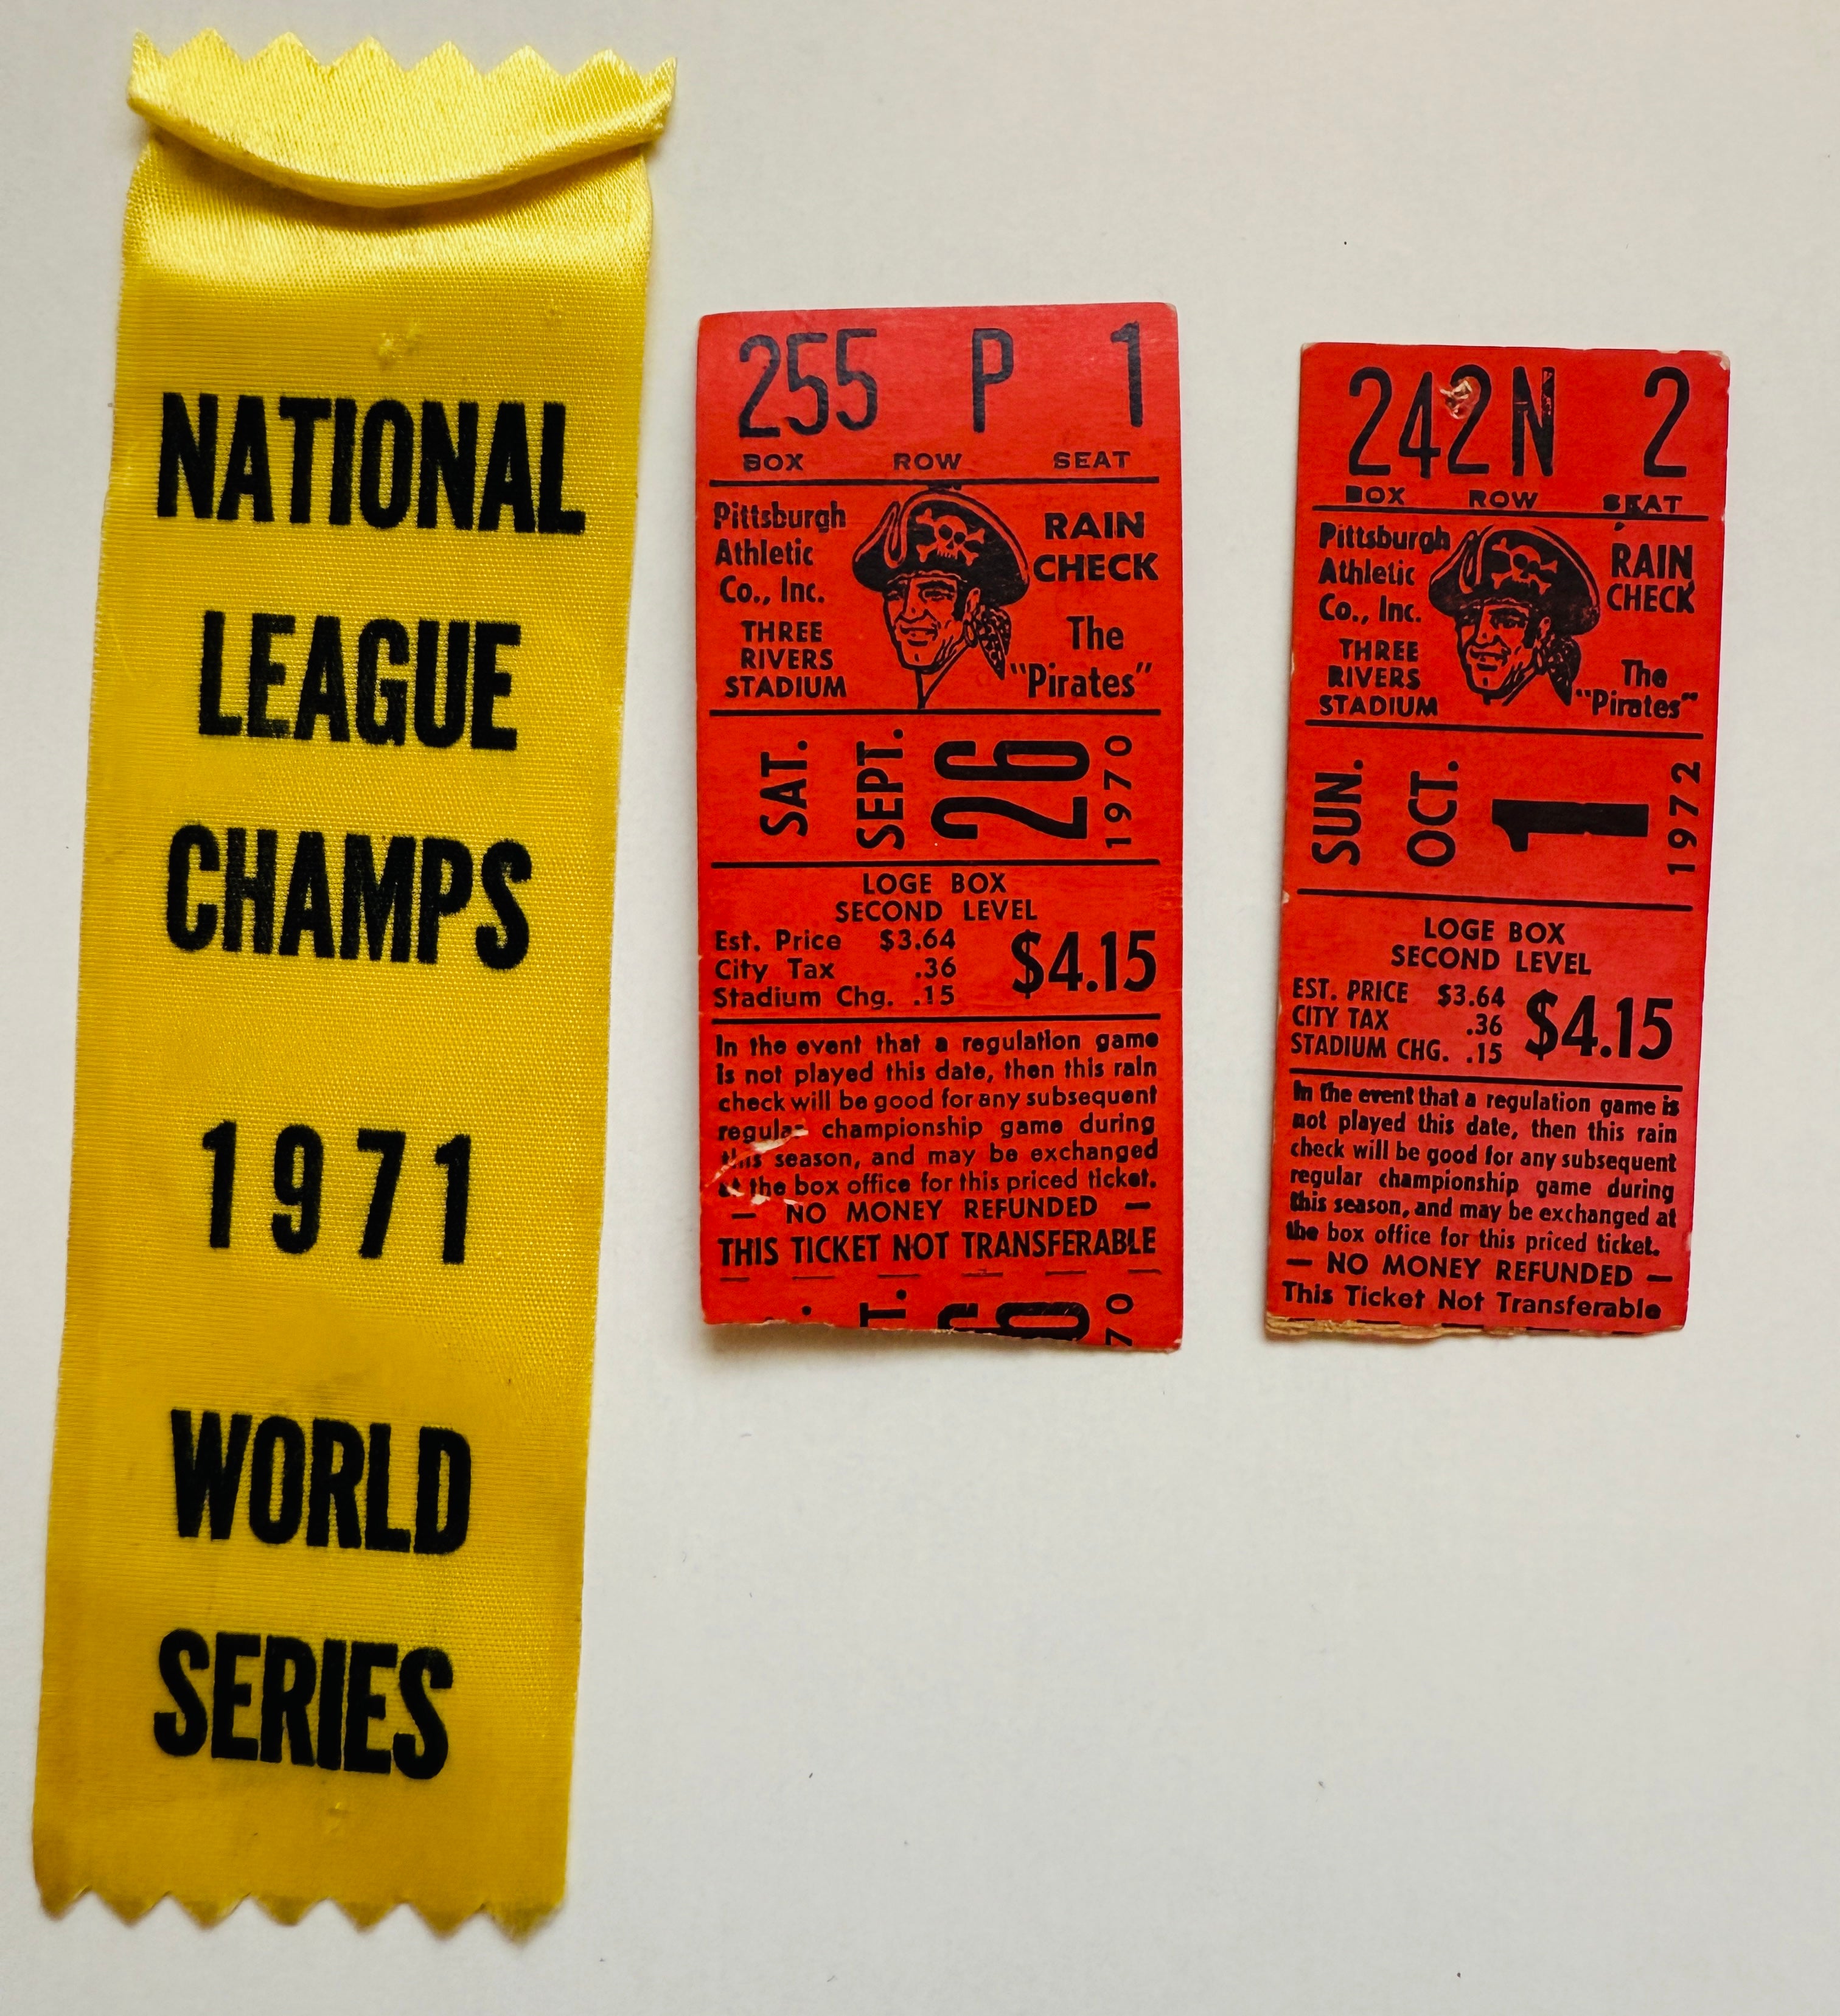 NATIONAL
LEAGUE
CHAMPS
1971
WORLD
SERIES
255 P 1
BOX ROW SEAT
Pittsburgh
Athletic
Co., Inc.
THREE
RIVERS
STADIUM
RAIN
CHECK
The
"Pirates"
SAT.
SEPT.
26
1970
LOGE BOX
SECOND LEVEL
Est. Price $3.64
City Tax .36
Stadium Chg. .15
$4.15
In the event that a regulation game
is not played this date, then this rain
check will be good for any subsequent
regular championship game during
this season, and may be exchanged
at the box office for this priced ticket.
— NO MONEY REFUNDED —
THIS TICKET NOT TRANSFERABLE
242 N 2
BOX ROW SEAT
Pittsburgh
Athletic
Co., Inc.
THREE
RIVERS
STADIUM
RAIN
CHECK
The
"Pirates"
SUN.
OCT.
1
1972
LOGE BOX
SECOND LEVEL
EST. PRICE $3.64
CITY TAX .36
STADIUM CHG. .15
$4.15
In the event that a regulation game is
not played this date, then this rain
check will be good for any subsequent
regular championship game during
this season, and may be exchanged at
the box office for this priced ticket.
— NO MONEY REFUNDED —
This Ticket Not Transferable